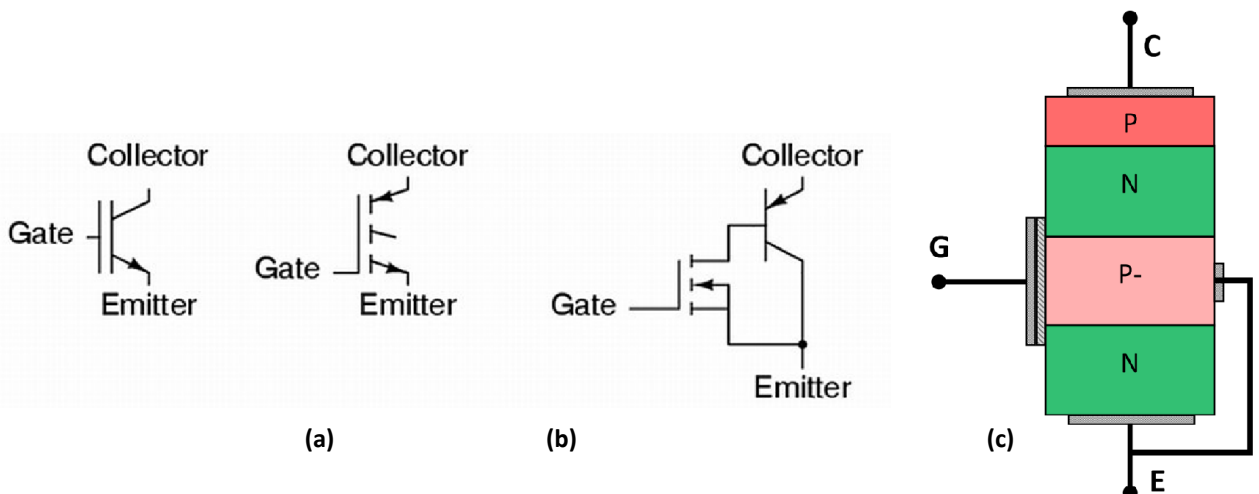 Collector
Gate
Emitter
Collector
Gate
Emitter
(a)
Collector
Gate
Emitter
(b)
C
P
N
G
P-
N
E
(c)